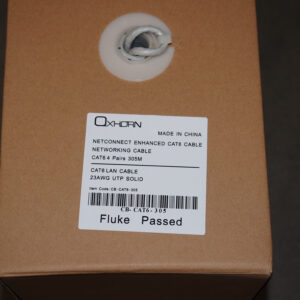 OXHORN
MADE IN CHINA
NETCONNECT ENHANCED CAT6 CABLE
NETWORKING CABLE
CAT6 4 Pairs 305M
CAT6 LAN CABLE
23AWG UTP SOLID
Item Code: CB-CAT6-305
CB-CAT6-305
Fluke Passed